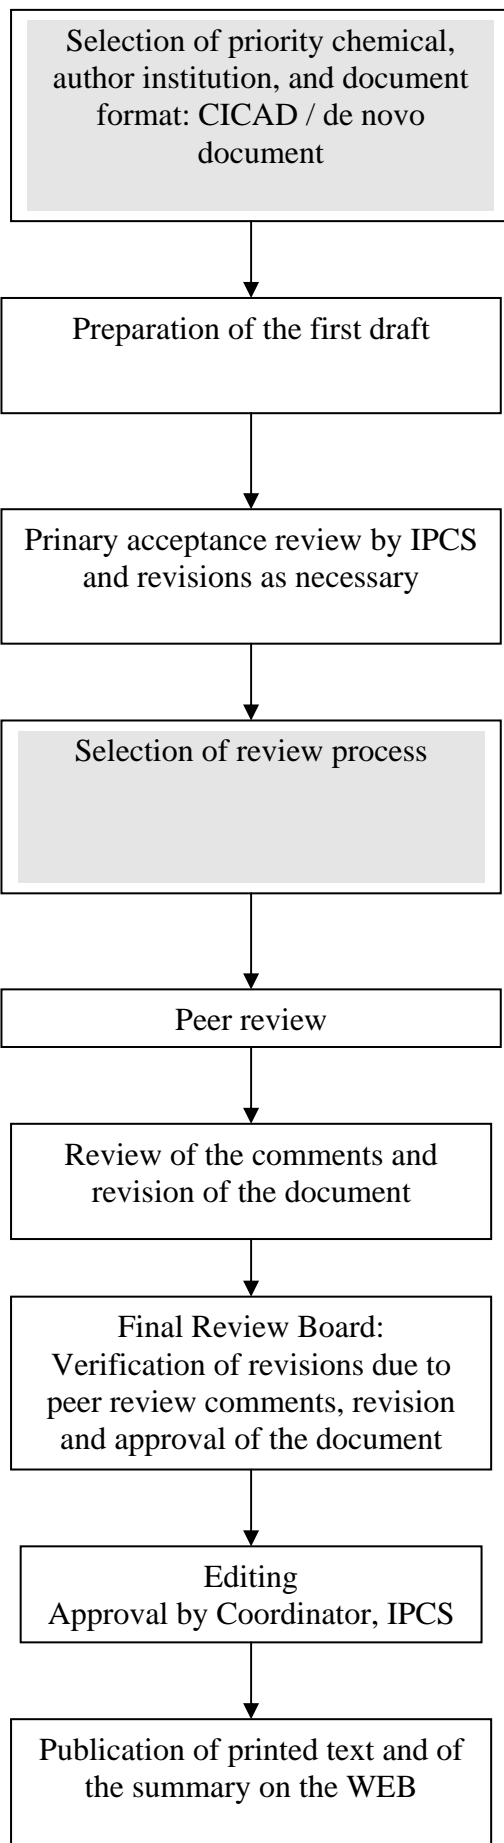 Selection of priority chemical,
author institution, and document
format: CICAD / de novo
document
Preparation of the first draft
Prinary acceptance review by IPCS
and revisions as necessary
Selection of review process
Peer review
Review of the comments and
revision of the document
Final Review Board:
Verification of revisions due to
peer review comments, revision
and approval of the document
Editing
Approval by Coordinator, IPCS
Publication of printed text and of
the summary on the WEB